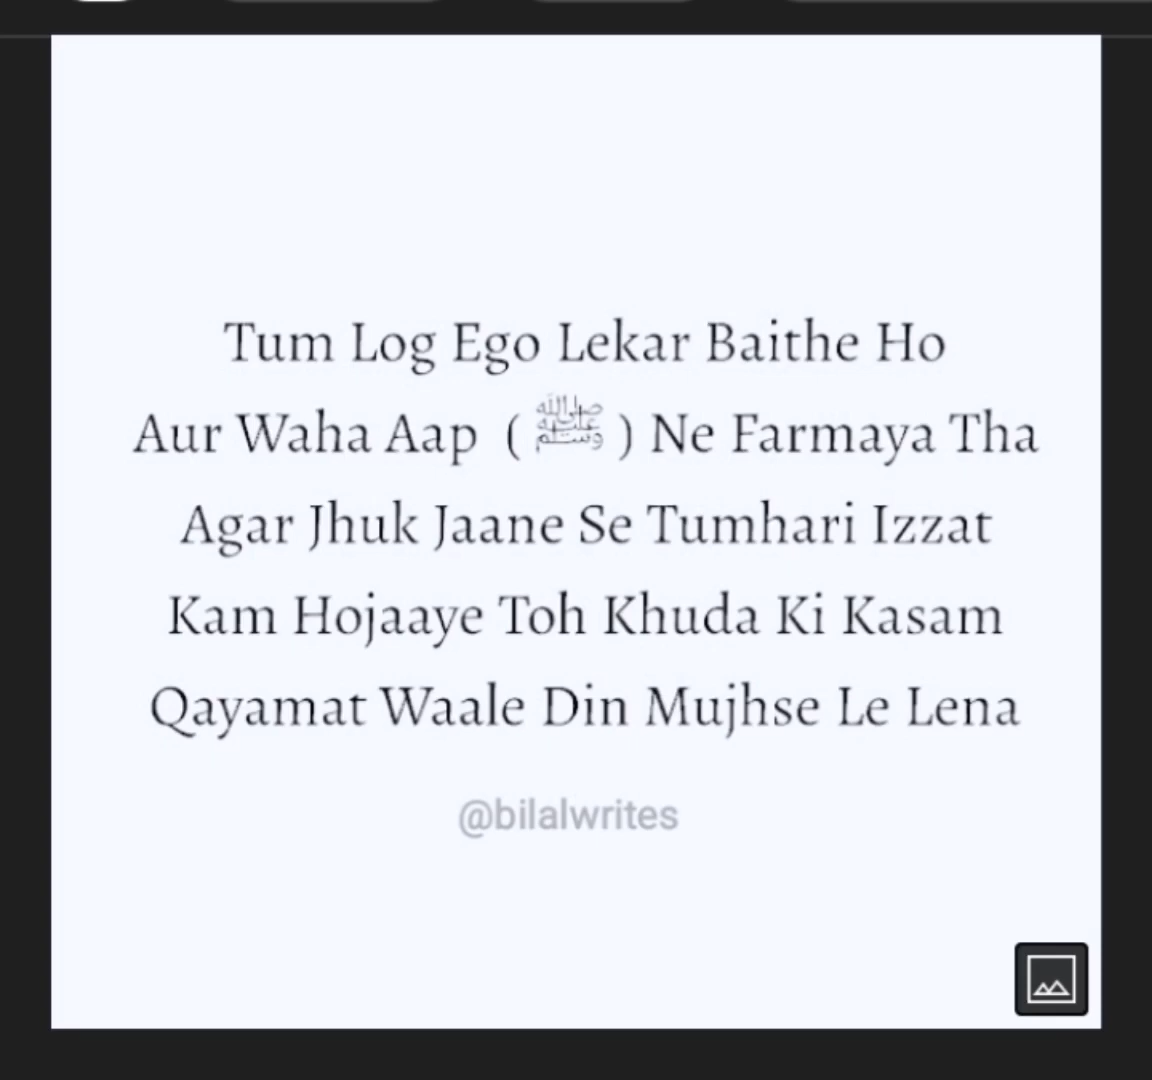 Tum Log Ego Lekar Baithe Ho
Aur Waha Aap ( ﷺ ) Ne Farmaya Tha
Agar Jhuk Jaane Se Tumhari Izzat
Kam Hojaaye Toh Khuda Ki Kasam
Qayamat Waale Din Mujhse Le Lena
@bilalwrites